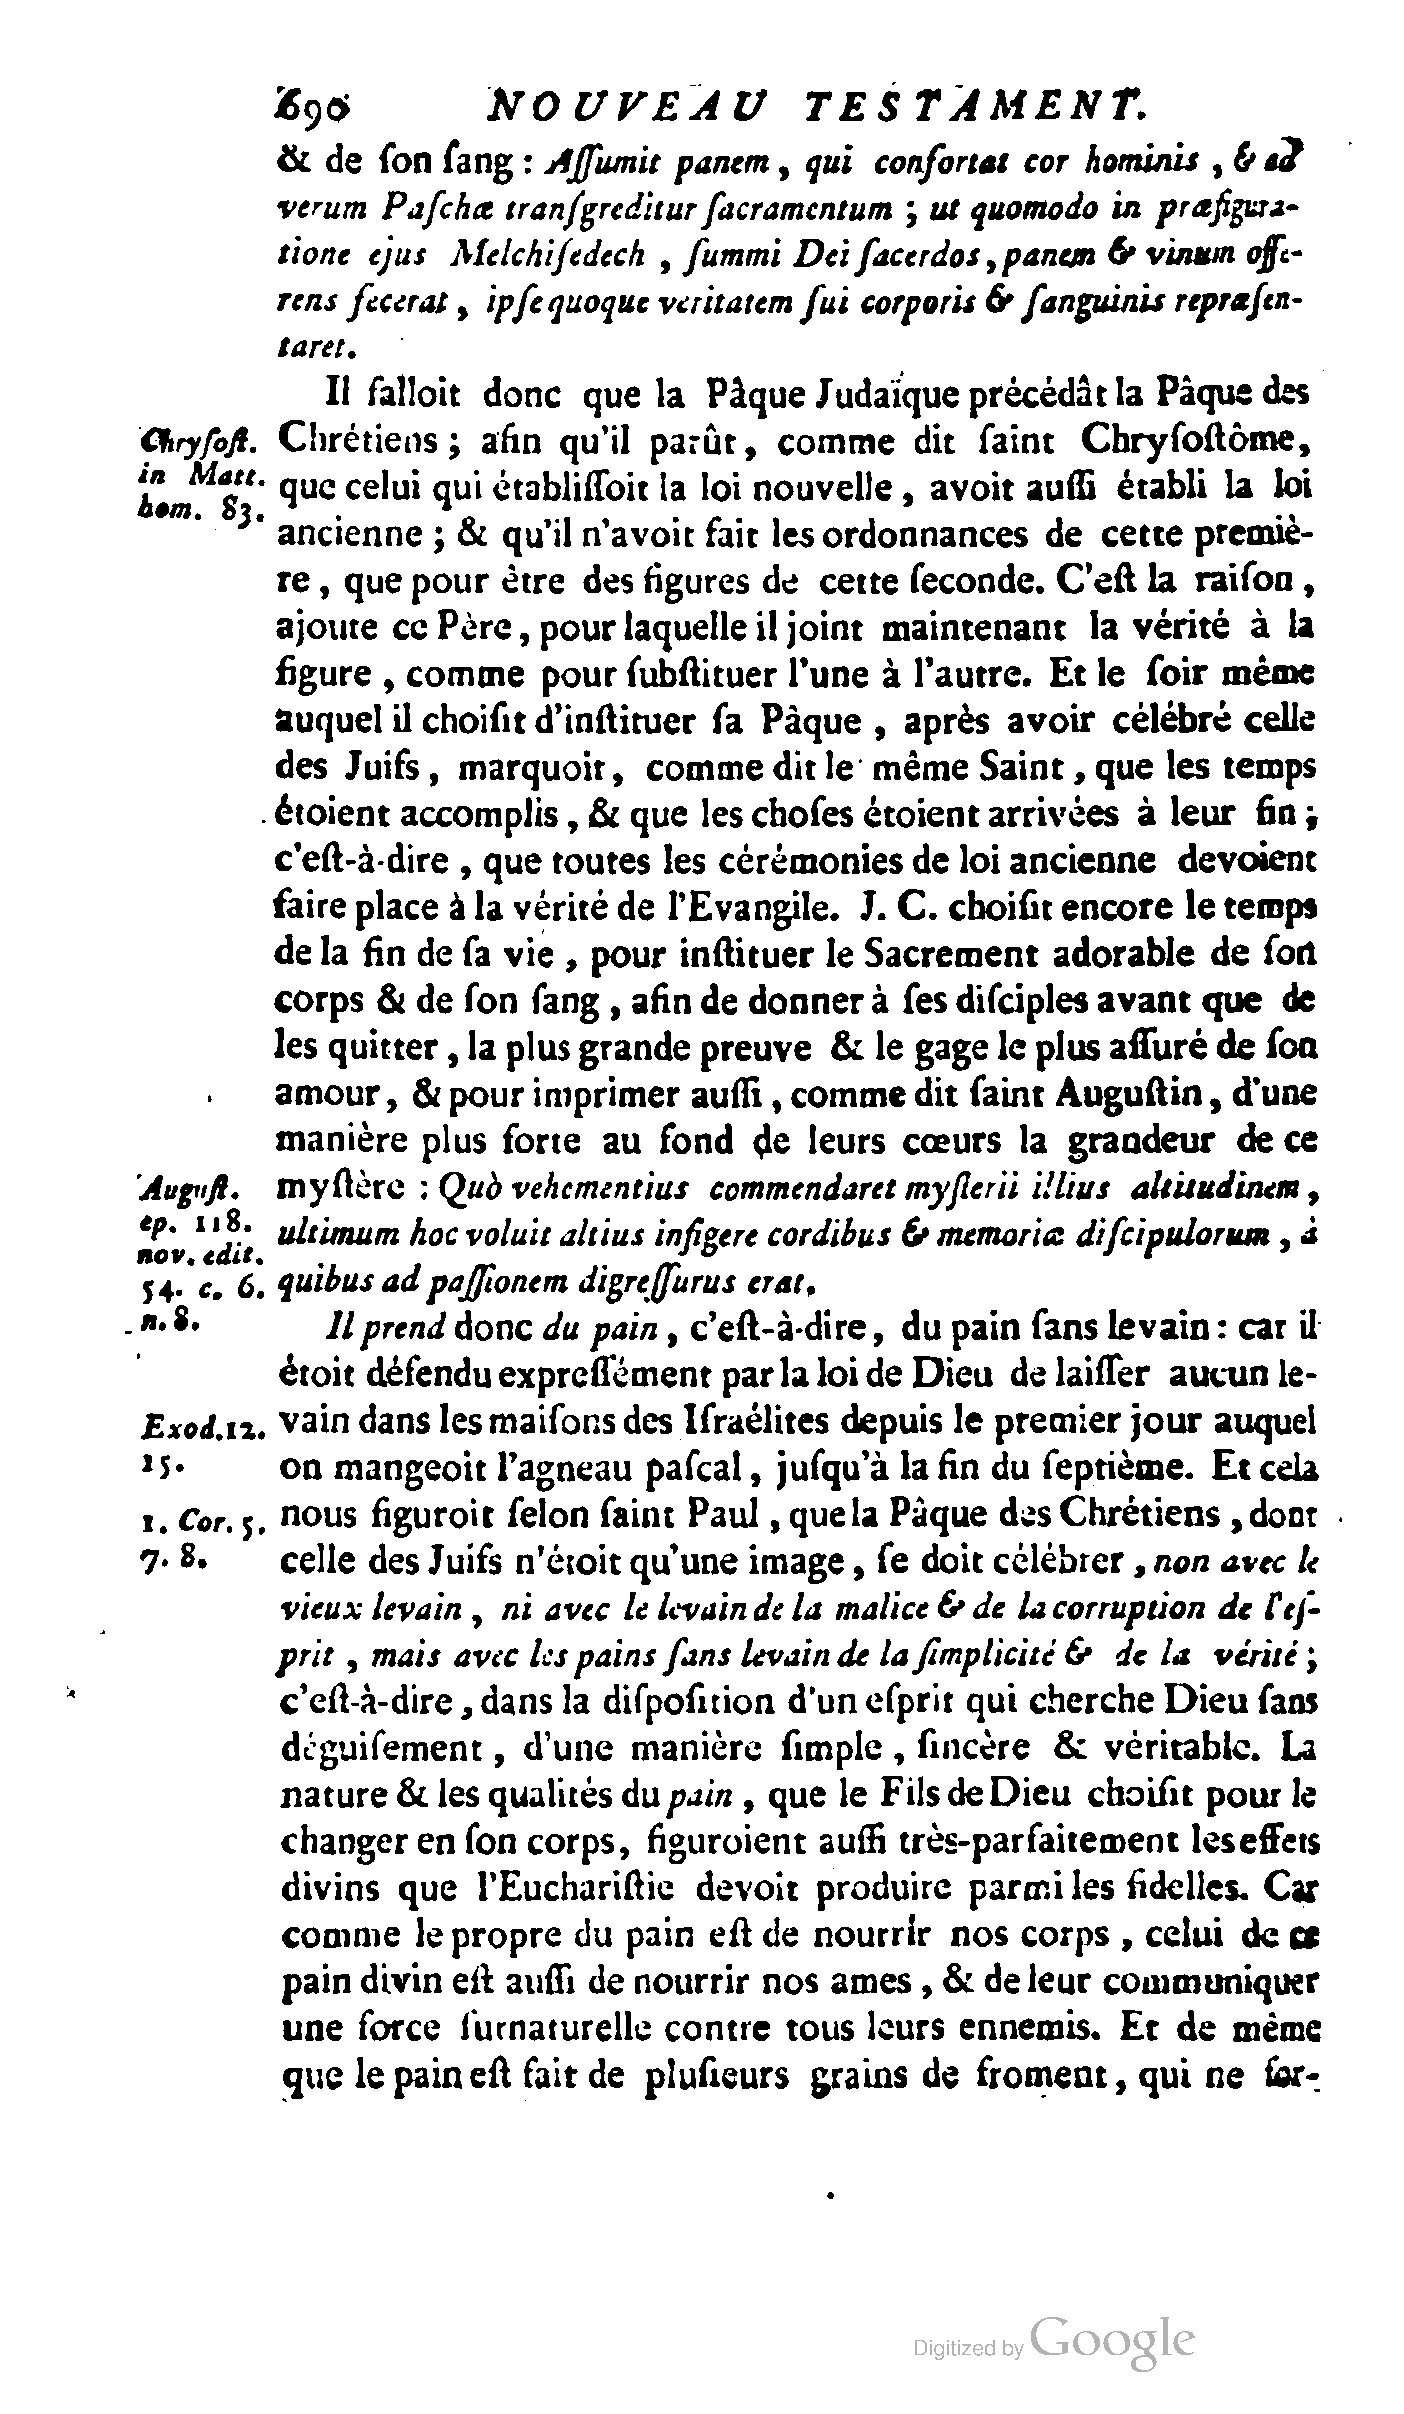 690 NOUVEAU TESTAMENT.
& de ſon ſang : Aſſumit panem, qui confortat cor hominis, & ad
verum Paſchæ tranſgreditur ſacramentum ; ut quomodo in præfigura-
tione ejus Melchiſedech, ſummi Dei ſacerdos, panem & vinum offe-
rens fecerat, ipſe quoque veritatem ſui corporis & ſanguinis repræſen-
taret.
Il falloit donc que la Pâque Judaïque précédât la Pâque des
Chryſoſt. Chrétiens ; afin qu'il parût, comme dit ſaint Chryſoſtôme,
in Matt. que celui qui établiſſoit la loi nouvelle, avoit auſſi établi la loi
hom. 83. ancienne ; & qu'il n'avoit fait les ordonnances de cette premiè-
re, que pour être des figures de cette ſeconde. C'eſt la raiſon,
ajoute ce Père, pour laquelle il joint maintenant la vérité à la
figure, comme pour ſubſtituer l'une à l'autre. Et le ſoir même
auquel il choiſit d'inſtituer ſa Pâque, après avoir célébré celle
des Juifs, marquoit, comme dit le même Saint, que les temps
étoient accomplis, & que les choſes étoient arrivées à leur fin ;
c'eſt-à-dire, que toutes les cérémonies de loi ancienne devoient
faire place à la vérité de l'Evangile. J. C. choiſit encore le temps
de la fin de ſa vie, pour inſtituer le Sacrement adorable de ſon
corps & de ſon ſang, afin de donner à ſes diſciples avant que de
les quitter, la plus grande preuve & le gage le plus aſſuré de ſon
amour, & pour imprimer auſſi, comme dit ſaint Auguſtin, d'une
manière plus forte au fond de leurs cœurs la grandeur de ce
Auguſt. myſtère : Quò vehementius commendaret myſterii illius altitudinem,
ep. 118. ultimum hoc voluit altius infigere cordibus & memoriæ diſcipulorum, à
nov. edit.
54. c. 6. quibus ad paſſionem digreſſurus erat.
n. 8. Il prend donc du pain, c'eſt-à-dire, du pain ſans levain : car il
étoit défendu expreſſément par la loi de Dieu de laiſſer aucun le-
Exod. 12. vain dans les maiſons des Iſraélites depuis le premier jour auquel
15. on mangeoit l'agneau paſcal, juſqu'à la fin du ſeptième. Et cela
1. Cor. 5. nous figuroit ſelon ſaint Paul, que la Pâque des Chrétiens, dont
7. 8. celle des Juifs n'étoit qu'une image, ſe doit célébrer, non avec le
vieux levain, ni avec le levain de la malice & de la corruption de l'eſ-
prit, mais avec les pains ſans levain de la ſimplicité & de la vérité ;
c'eſt-à-dire, dans la diſpoſition d'un eſprit qui cherche Dieu ſans
déguiſement, d'une manière ſimple, ſincère & véritable. La
nature & les qualités du pain, que le Fils de Dieu choiſit pour le
changer en ſon corps, figuroient auſſi très-parfaitement les effets
divins que l'Euchariſtie devoit produire parmi les fidelles. Car
comme le propre du pain eſt de nourrir nos corps, celui de ce
pain divin eſt auſſi de nourrir nos ames, & de leur communiquer
une force ſurnaturelle contre tous leurs ennemis. Et de même
que le pain eſt fait de pluſieurs grains de froment, qui ne for-
Digitized by Google